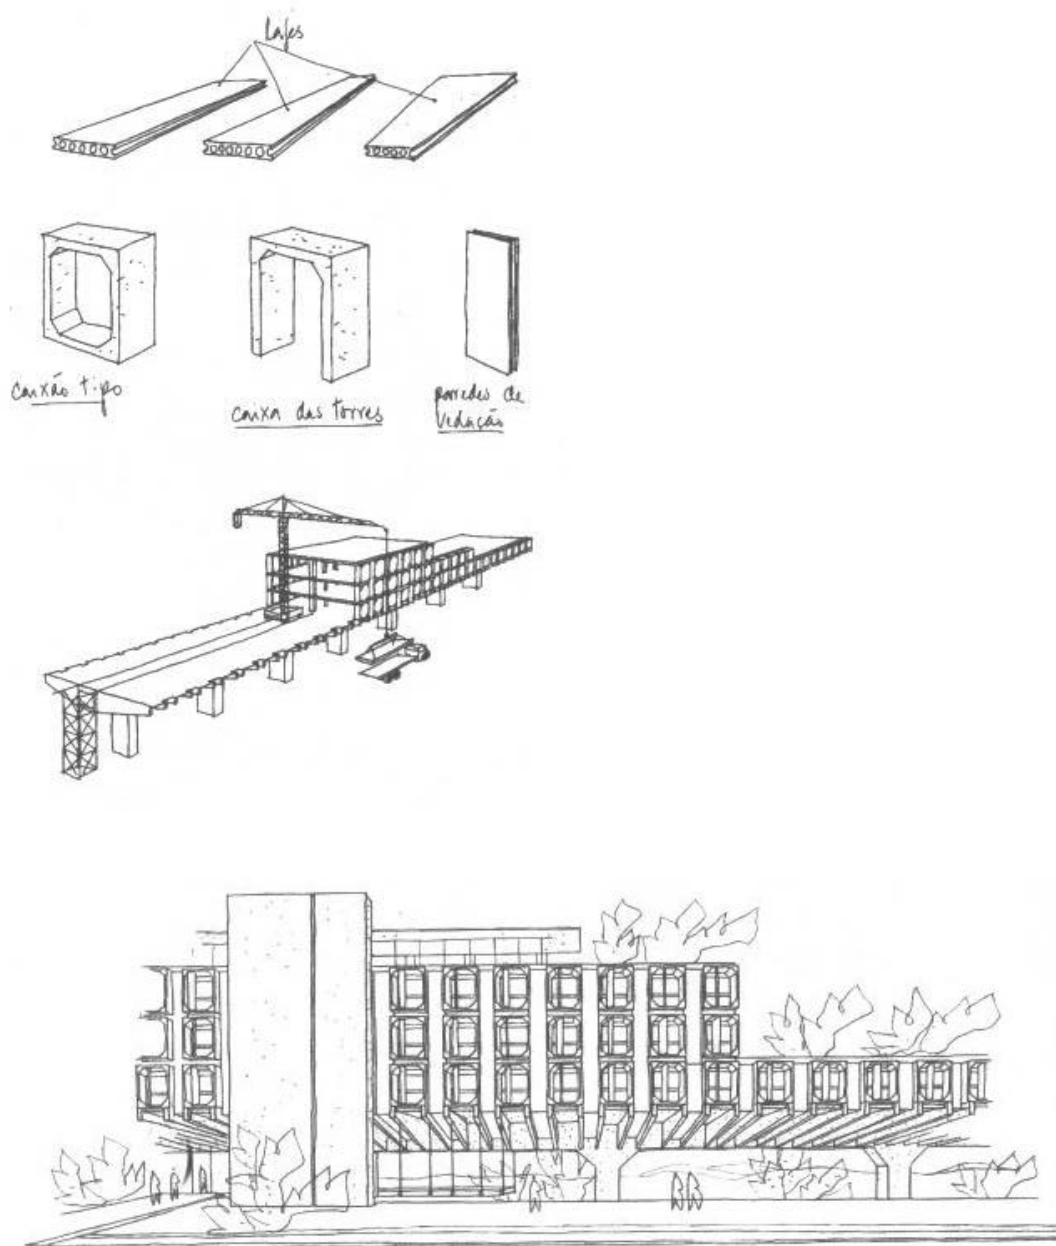 Lajes
caixão tipo
caixa das torres
paredes de
vedação